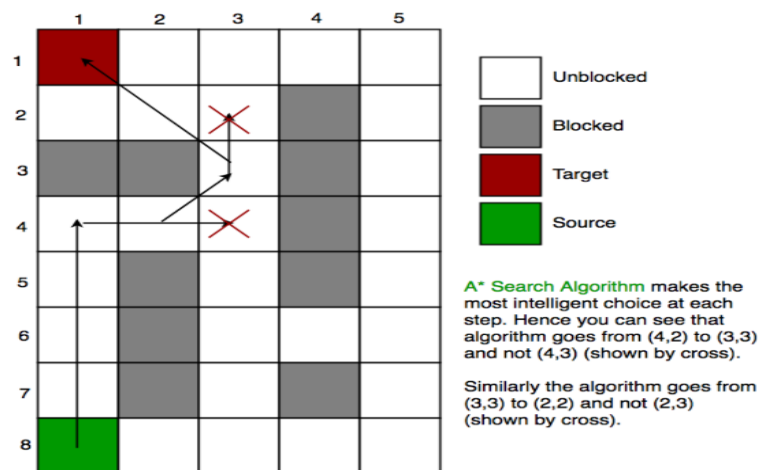 1 2 3 4 5
1
2
3
4
5
6
7
8
Unblocked
Blocked
Target
Source
A* Search Algorithm makes the
most intelligent choice at each
step. Hence you can see that
algorithm goes from (4,2) to (3,3)
and not (4,3) (shown by cross).
Similarly the algorithm goes from
(3,3) to (2,2) and not (2,3)
(shown by cross).